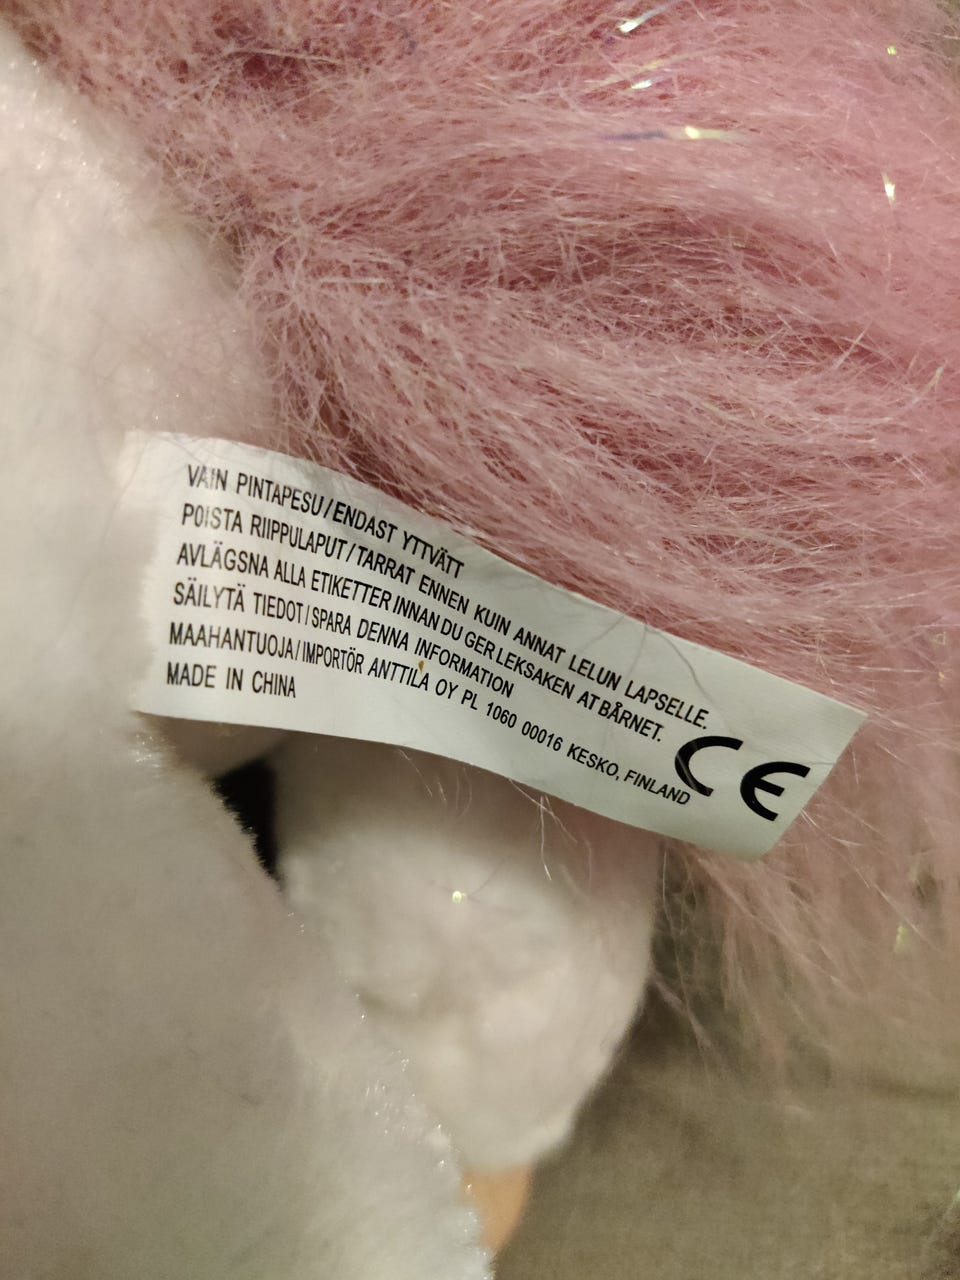 VAIN PINTAPESU/ENDAST YTTVÄTT
POISTA RIIPPULAPUT/TARRAT ENNEN KUIN ANNAT LELUN LAPSELLE.
AVLÄGSNA ALLA ETIKETTER INNAN DU GER LEKSAKEN AT BÅRNET.
SÄILYTÄ TIEDOT/SPARA DENNA INFORMATION
MAAHANTUOJA/IMPORTÖR ANTTILA OY PL 1060 00016 KESKO, FINLAND
MADE IN CHINA
CE